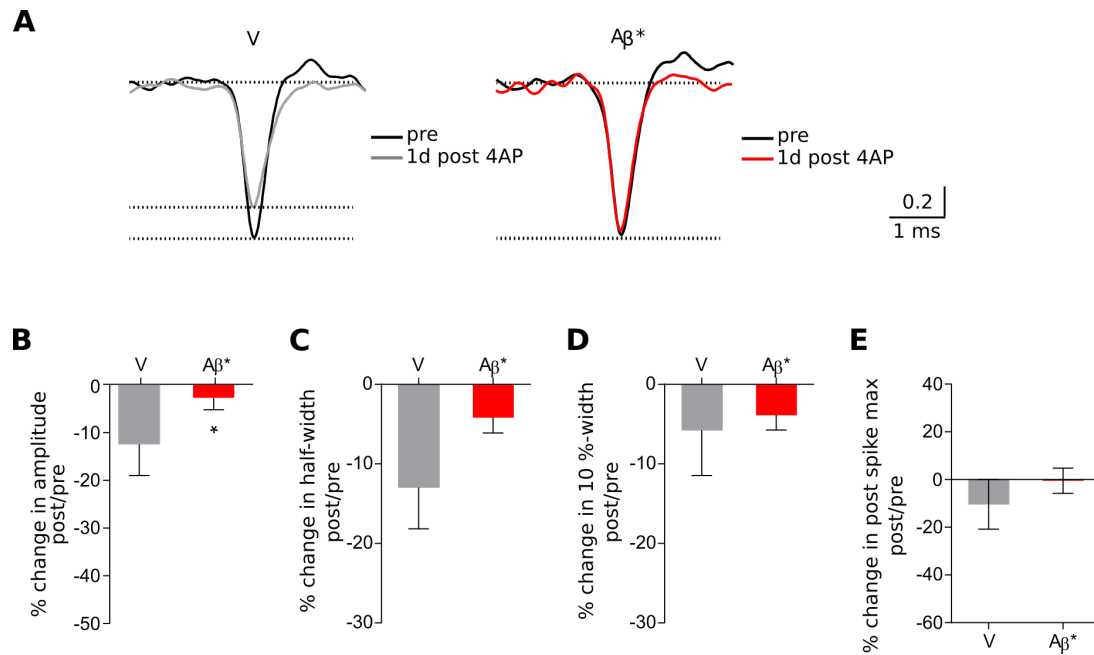 A
V
Aβ*
pre
1d post 4AP
pre
1d post 4AP
0.2
1 ms
B
V
Aβ*
% change in amplitude
post/pre
0
-10
-20
-30
-40
-50
*
C
V
Aβ*
% change in half-width
post/pre
0
-10
-20
-30
D
V
Aβ*
% change in 10 %-width
post/pre
0
-10
-20
-30
E
% change in post spike max
post/pre
40
20
0
-20
-40
-60
V
Aβ*